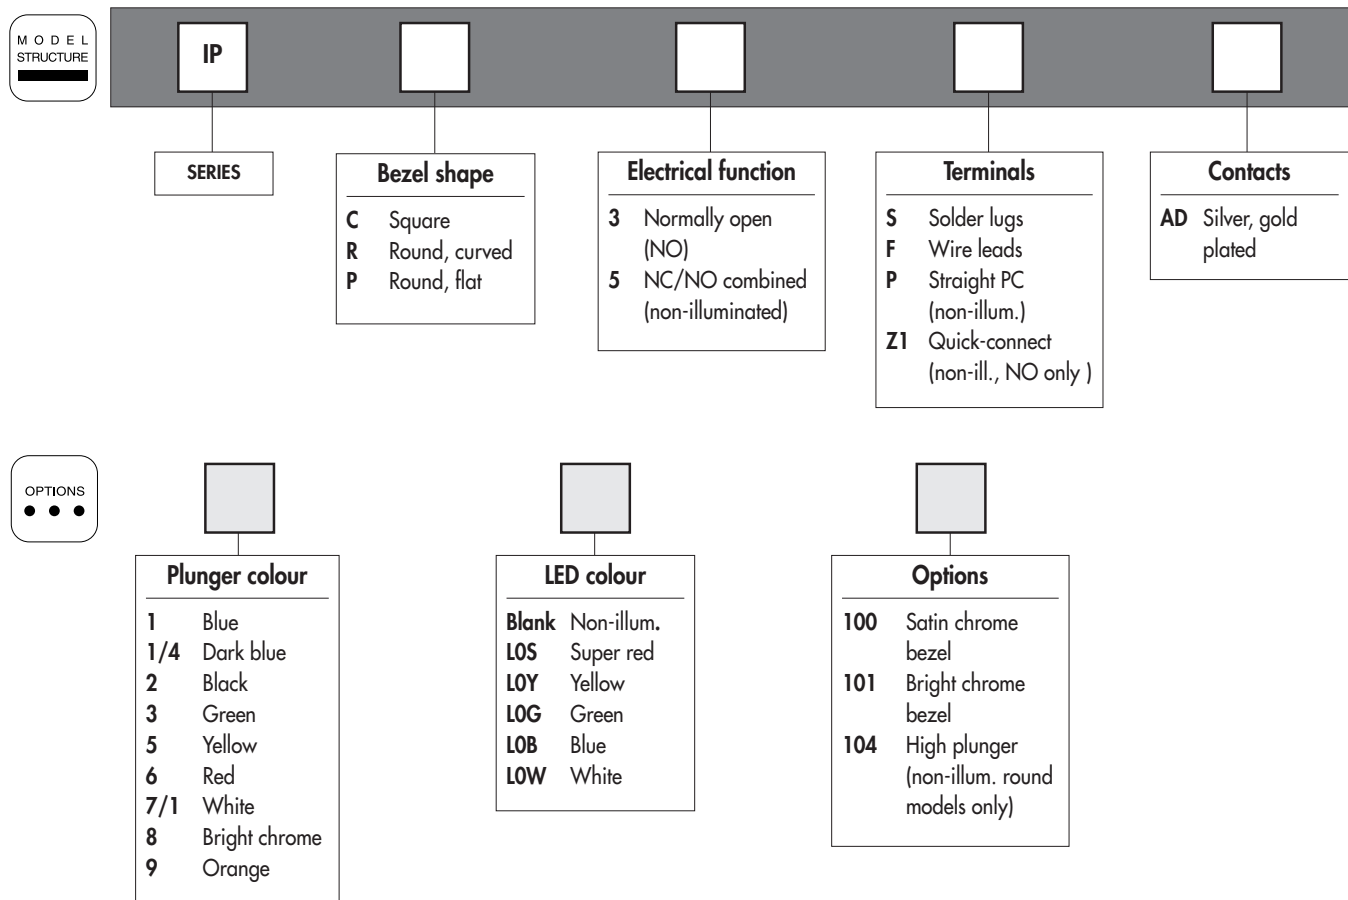 MODEL
STRUCTURE
IP
SERIES
Bezel shape
C Square
R Round, curved
P Round, flat
Electrical function
3 Normally open
(NO)
5 NC/NO combined
(non-illuminated)
Terminals
S Solder lugs
F Wire leads
P Straight PC
(non-illum.)
Z1 Quick-connect
(non-ill., NO only )
Contacts
AD Silver, gold
plated
OPTIONS
Plunger colour
1 Blue
1/4 Dark blue
2 Black
3 Green
5 Yellow
6 Red
7/1 White
8 Bright chrome
9 Orange
LED colour
Blank Non-illum.
L0S Super red
L0Y Yellow
L0G Green
L0B Blue
L0W White
Options
100 Satin chrome
bezel
101 Bright chrome
bezel
104 High plunger
(non-illum. round
models only)